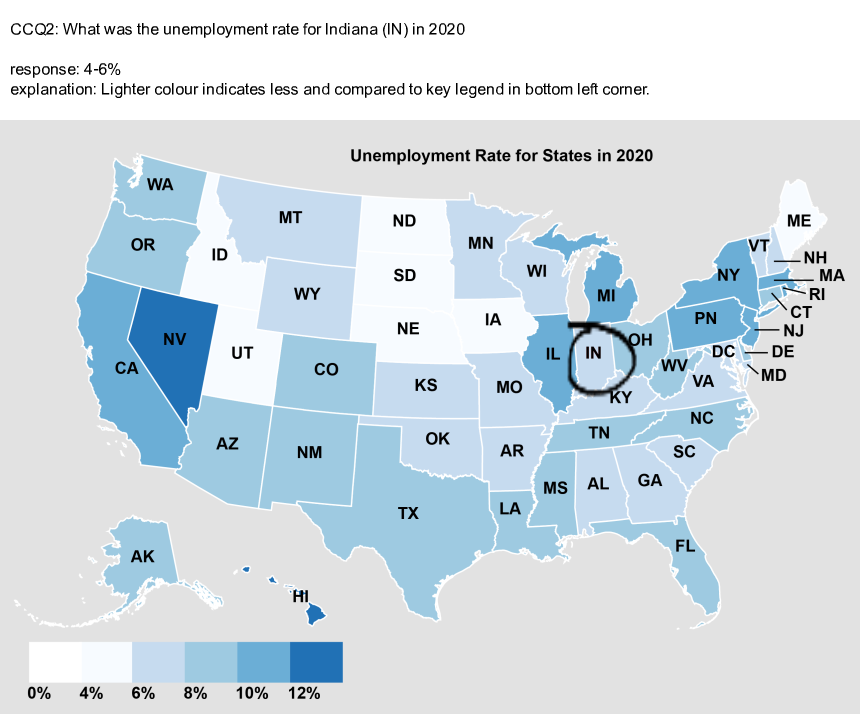 CCQ2: What was the unemployment rate for Indiana (IN) in 2020
response: 4-6%
explanation: Lighter colour indicates less and compared to key legend in bottom left corner.
Unemployment Rate for States in 2020
WA
MT
ND
ME
OR
ID
MN
VT
NH
SD
WI
NY
MA
WY
MI
RI
CT
NE
IA
PN
NJ
NV
UT
IL
IN
OH
DC
DE
CA
CO
WV
MD
KS
MO
VA
KY
AZ
NM
OK
TN
NC
AR
SC
TX
LA
MS
AL
GA
FL
AK
HI
0% 4% 6% 8% 10% 12%